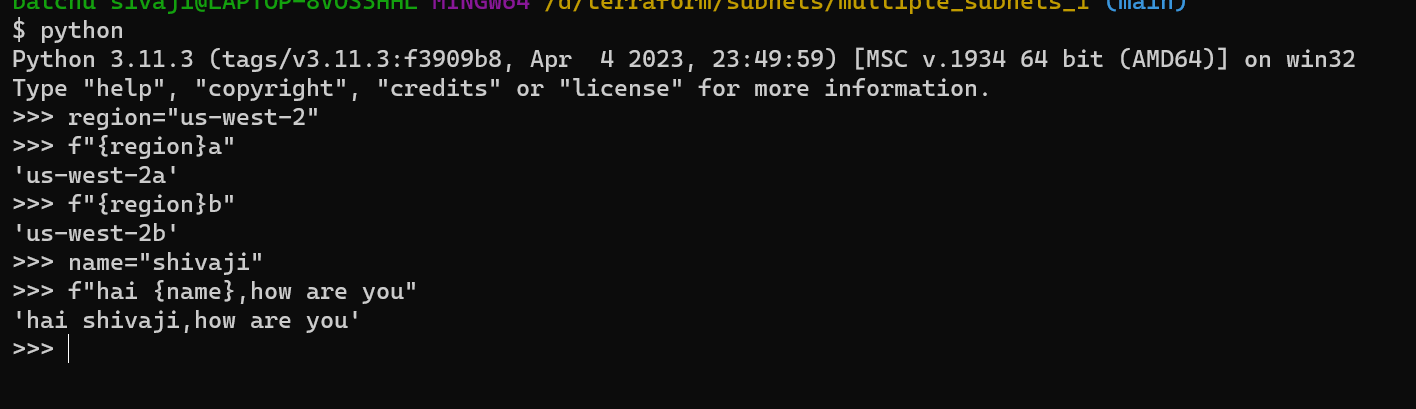 Datchu sivaji@LAPTOP-8VOS3HHL MINGW64 /d/terraform/subnets/multiple_subnets_1 (main)
$ python
Python 3.11.3 (tags/v3.11.3:f3909b8, Apr  4 2023, 23:49:59) [MSC v.1934 64 bit (AMD64)] on win32
Type "help", "copyright", "credits" or "license" for more information.
>>> region="us-west-2"
>>> f"{region}a"
'us-west-2a'
>>> f"{region}b"
'us-west-2b'
>>> name="shivaji"
>>> f"hai {name},how are you"
'hai shivaji,how are you'
>>>